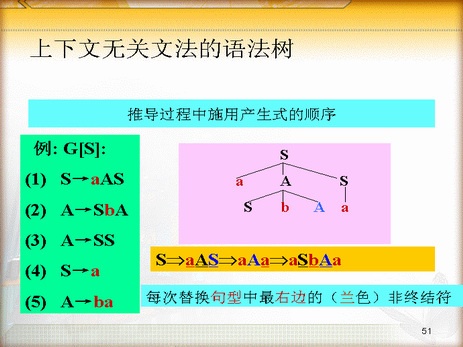 上下文无关文法的语法树
推导过程中施用产生式的顺序
例: G[S]:
(1) S→aAS
(2) A→SbA
(3) A→SS
(4) S→a
(5) A→ba
S
a A S
S b A a
S⇒aAS⇒aAa⇒aSbAa
每次替换句型中最右边的（兰色）非终结符
51